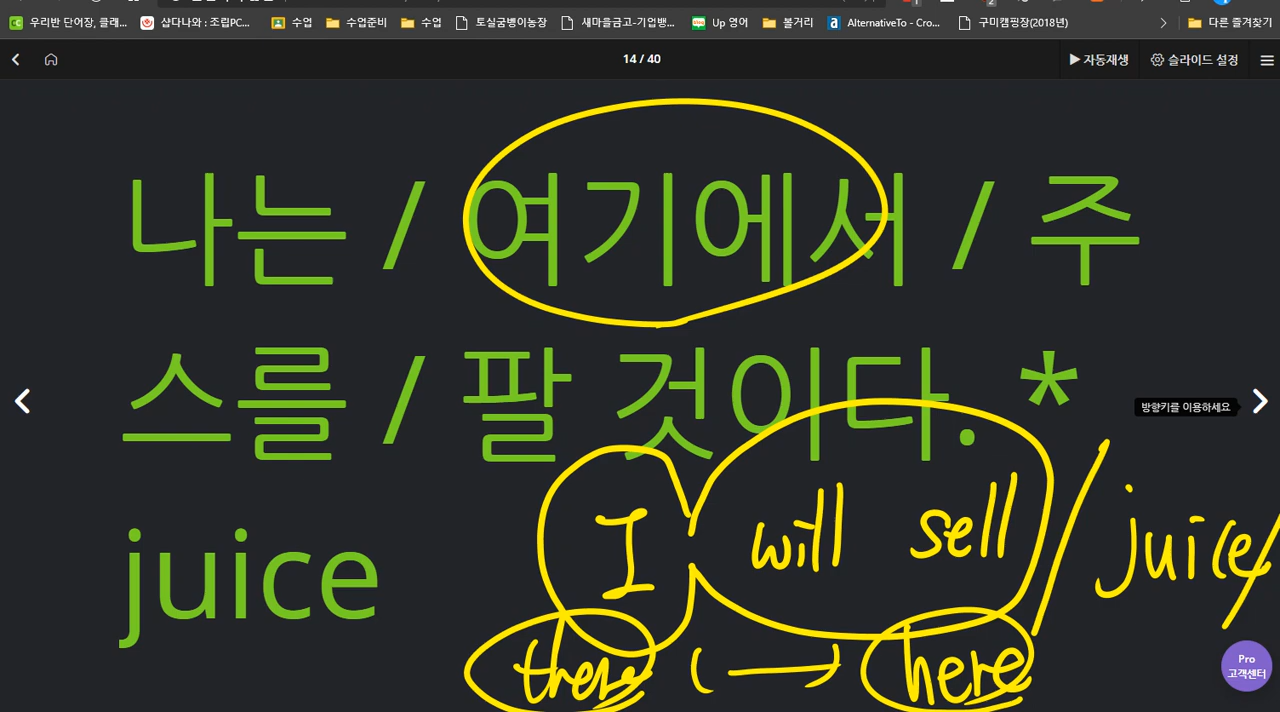 우리반 단어장, 클래... 샵다나와 : 조립PC... 수업 수업준비 수업 토실굼뱅이농장 새마을금고-기업뱅... Up 영어 볼거리 AlternativeTo - Cro... 구미캠핑장(2018년) 다른 즐겨찾기
14 / 40 자동재생 슬라이드 설정
나는 / 여기에서 / 주
스를 / 팔 것이다. *
방향키를 이용하세요
juice
I will sell / juice /
there ( → ) here
Pro
고객센터